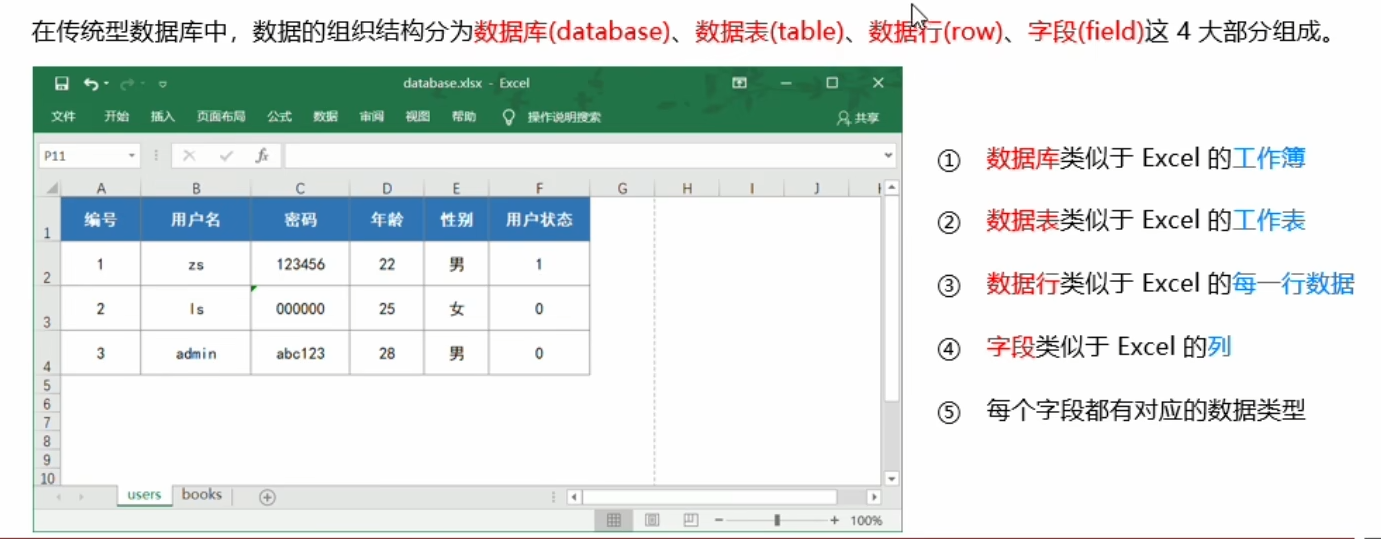 在传统型数据库中，数据的组织结构分为数据库(database)、数据表(table)、数据行(row)、字段(field)这 4 大部分组成。
database.xlsx - Excel
文件 开始 插入 页面布局 公式 数据 审阅 视图 帮助 操作说明搜索 共享
P11 fx
A B C D E F G H I J
1 编号 用户名 密码 年龄 性别 用户状态
2 1 zs 123456 22 男 1
3 2 ls 000000 25 女 0
4 3 admin abc123 28 男 0
5
6
7
8
9
10
users books
100%
① 数据库类似于 Excel 的工作簿
② 数据表类似于 Excel 的工作表
③ 数据行类似于 Excel 的每一行数据
④ 字段类似于 Excel 的列
⑤ 每个字段都有对应的数据类型